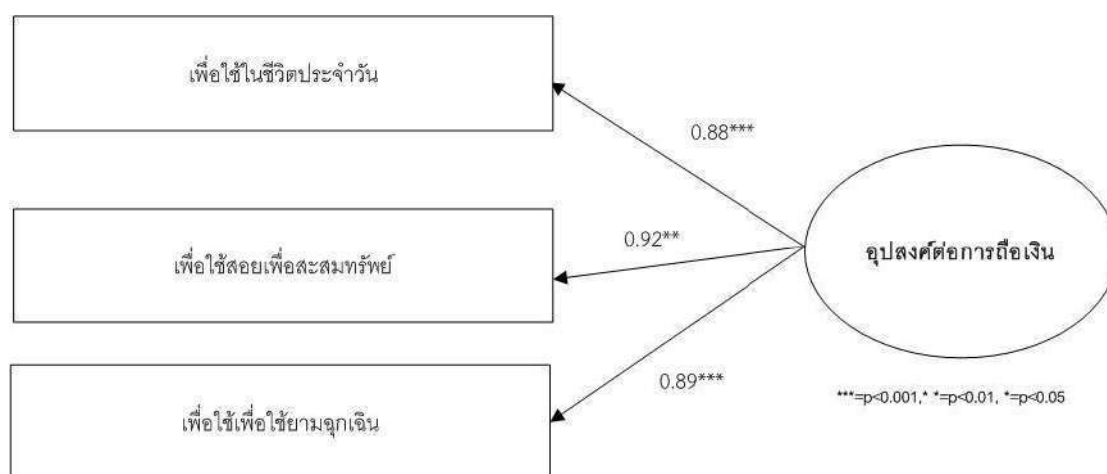 เพื่อใช้ในชีวิตประจำวัน
0.88***
เพื่อใช้สอยเพื่อสะสมทรัพย์
0.92**
อุปสงค์ต่อการถือเงิน
0.89***
เพื่อใช้เพื่อใช้ยามฉุกเฉิน
***=p<0.001,* *=p<0.01, *=p<0.05